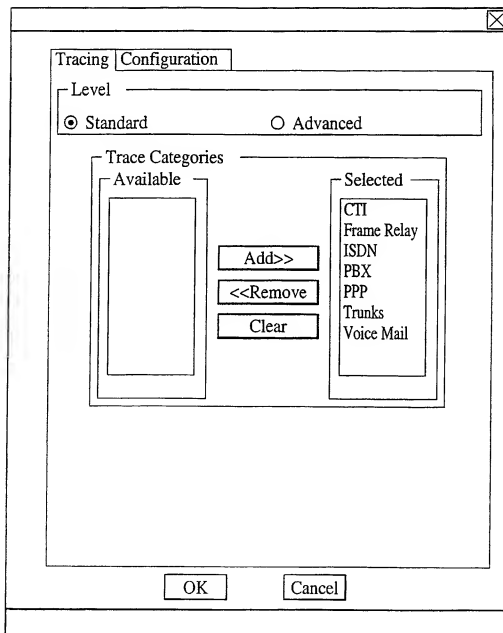 Tracing Configuration
Level
Standard Advanced
Trace Categories
Available
Selected
CTI
Frame Relay
ISDN
PBX
PPP
Trunks
Voice Mail
Add>>
<<Remove
Clear
OK Cancel